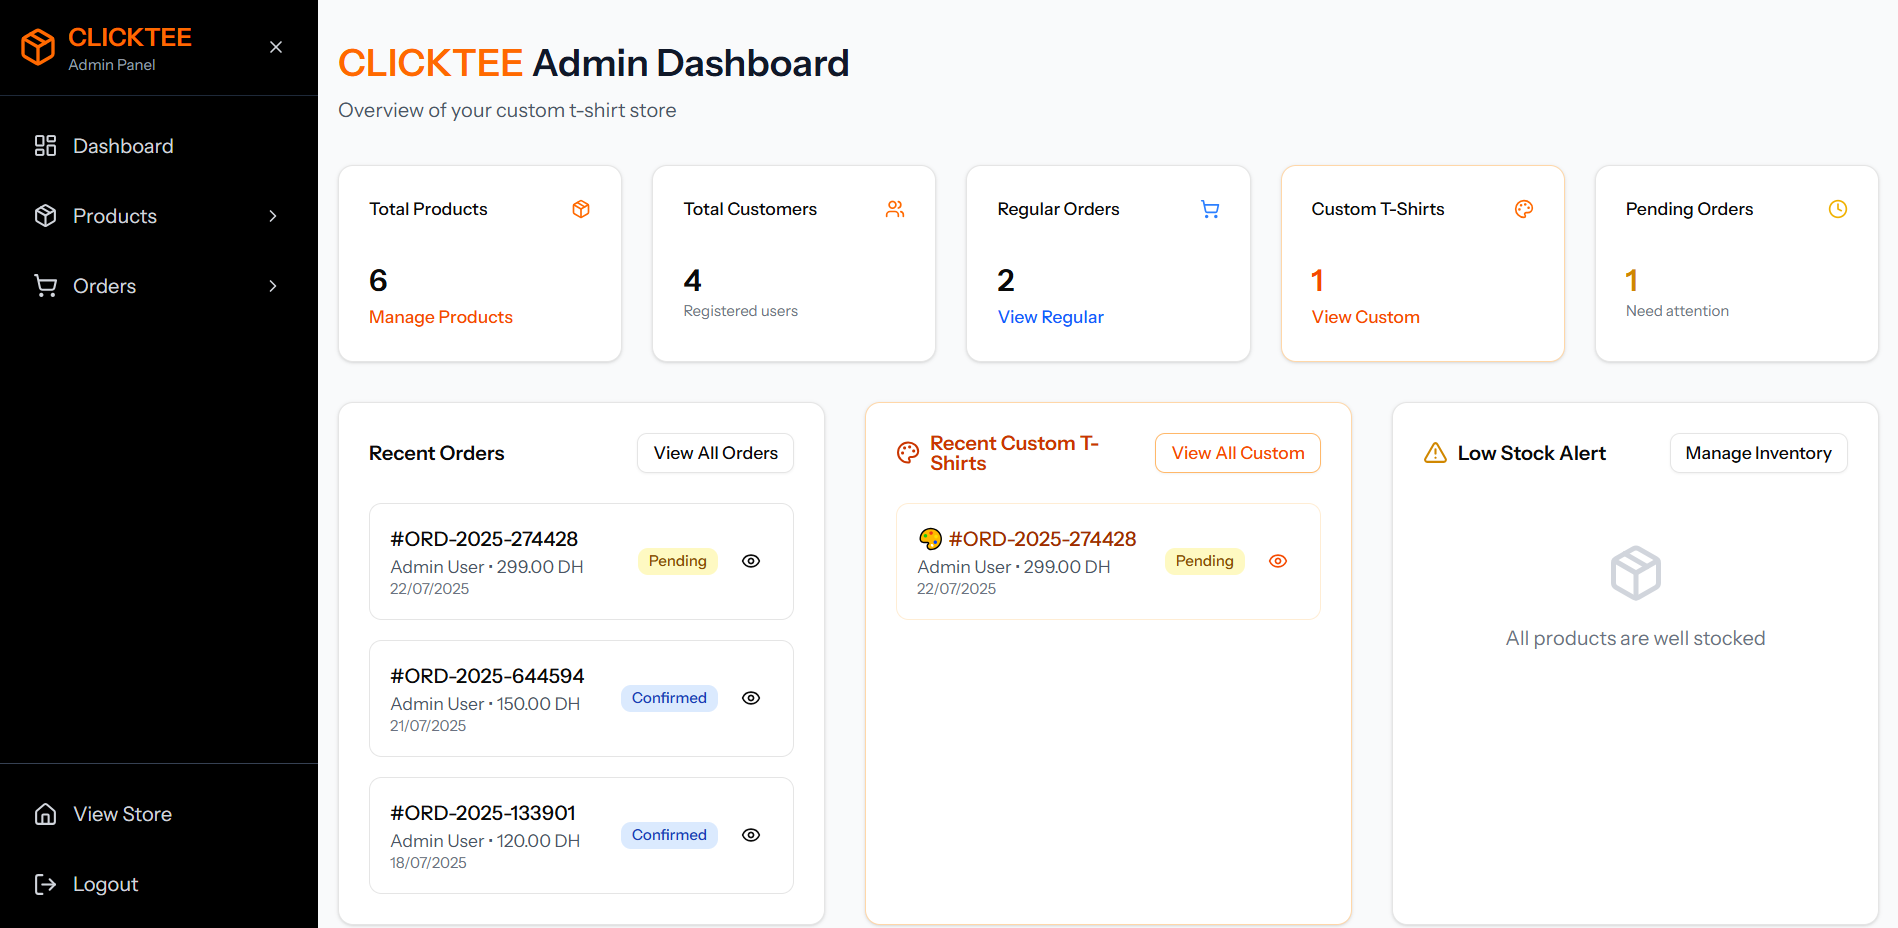 CLICKTEE
Admin Panel
Dashboard
Products
Orders
View Store
Logout
CLICKTEE Admin Dashboard
Overview of your custom t-shirt store
Total Products
6
Manage Products
Total Customers
4
Registered users
Regular Orders
2
View Regular
Custom T-Shirts
1
View Custom
Pending Orders
1
Need attention
Recent Orders
View All Orders
#ORD-2025-274428
Admin User • 299.00 DH
22/07/2025
Pending
#ORD-2025-644594
Admin User • 150.00 DH
21/07/2025
Confirmed
#ORD-2025-133901
Admin User • 120.00 DH
18/07/2025
Confirmed
Recent Custom T-
Shirts
View All Custom
#ORD-2025-274428
Admin User • 299.00 DH
22/07/2025
Pending
Low Stock Alert
Manage Inventory
All products are well stocked